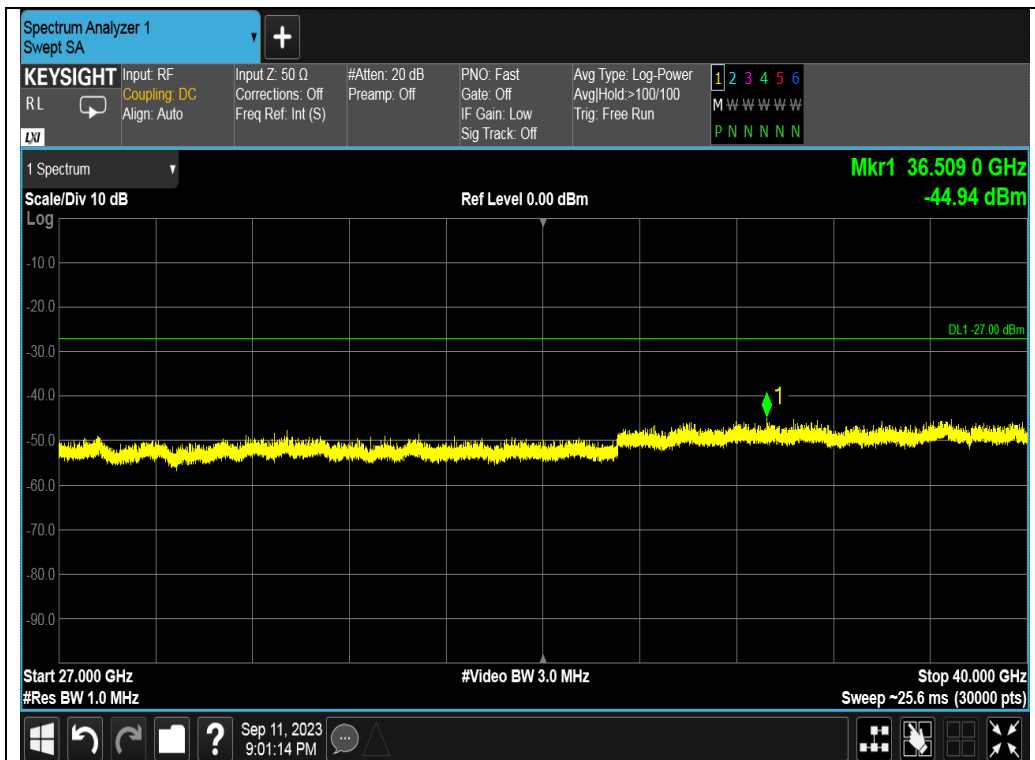 Spectrum Analyzer 1
Swept SA
+
KEYSIGHT
RL
LXI
Input: RF
Coupling: DC
Align: Auto
Input Z: 50 Ω
Corrections: Off
Freq Ref: Int (S)
#Atten: 20 dB
Preamp: Off
PNO: Fast
Gate: Off
IF Gain: Low
Sig Track: Off
Avg Type: Log-Power
Avg|Hold:>100/100
Trig: Free Run
1 2 3 4 5 6
M W W W W W
P N N N N N
1 Spectrum
Mkr1 36.509 0 GHz
-44.94 dBm
Scale/Div 10 dB
Ref Level 0.00 dBm
Log
-10.0
-20.0
DL1 -27.00 dBm
-30.0
-40.0
1
-50.0
-60.0
-70.0
-80.0
-90.0
Start 27.000 GHz
#Video BW 3.0 MHz
Stop 40.000 GHz
#Res BW 1.0 MHz
Sweep ~25.6 ms (30000 pts)
?
Sep 11, 2023
9:01:14 PM